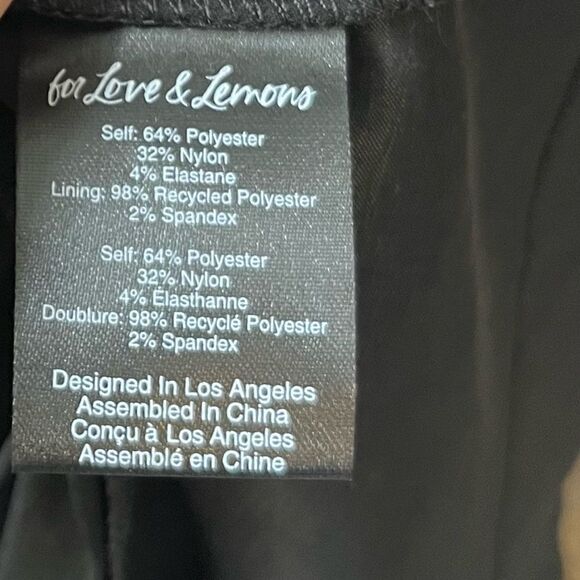 for Love & Lemons
Self: 64% Polyester
32% Nylon
4% Elastane
Lining: 98% Recycled Polyester
2% Spandex
Self: 64% Polyester
32% Nylon
4% Élasthanne
Doublure: 98% Recyclé Polyester
2% Spandex
Designed In Los Angeles
Assembled In China
Conçu à Los Angeles
Assemblé en Chine